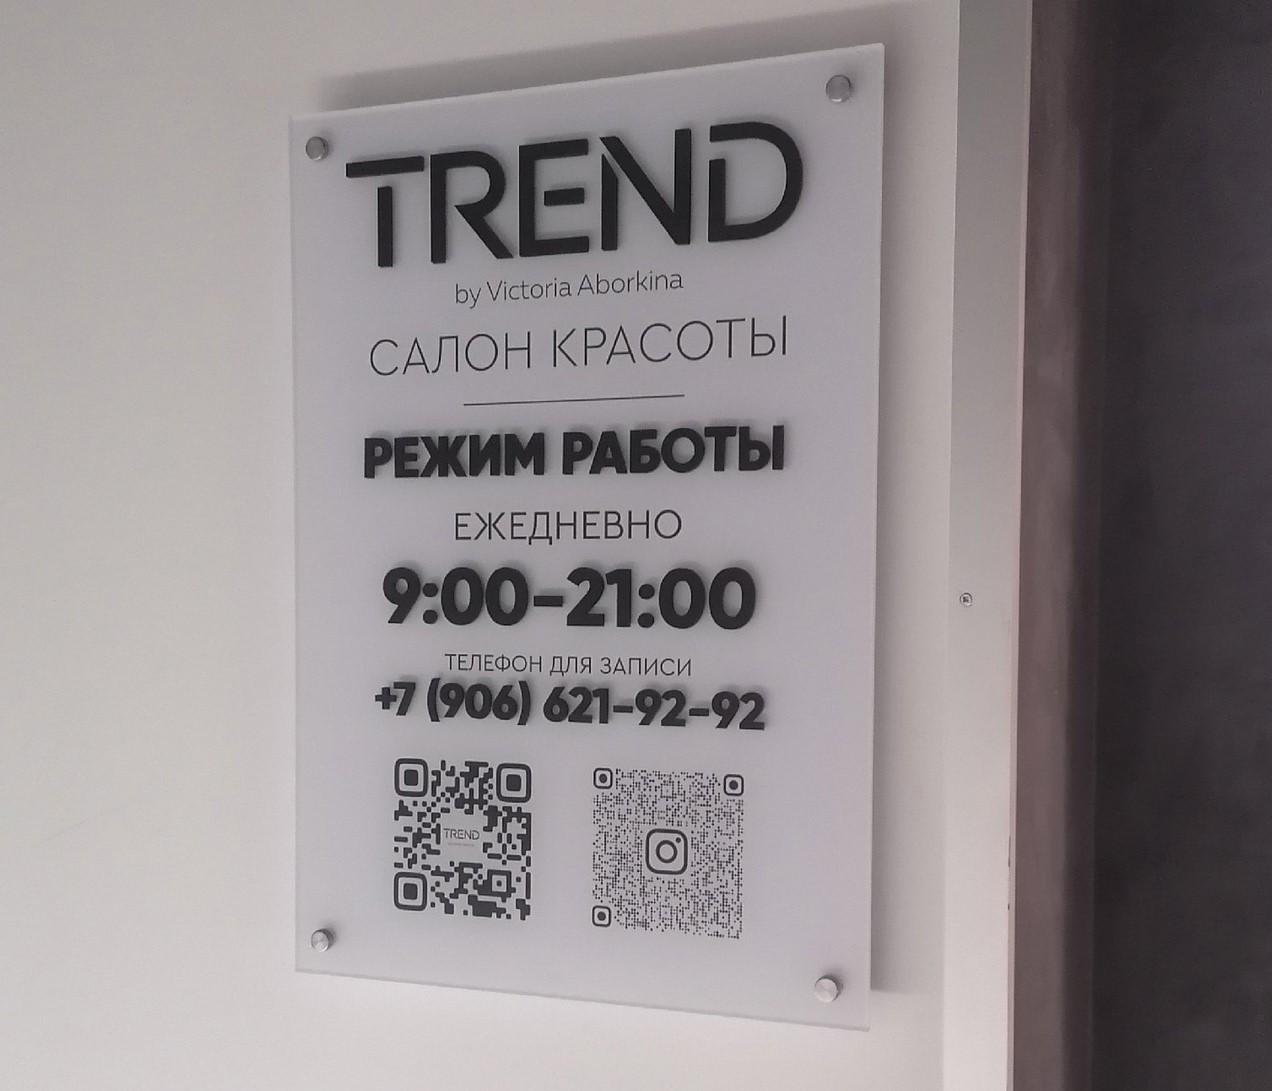 TREND
by Victoria Aborkina
САЛОН КРАСОТЫ
РЕЖИМ РАБОТЫ
ЕЖЕДНЕВНО
9:00-21:00
ТЕЛЕФОН ДЛЯ ЗАПИСИ
+7 (906) 621-92-92
TREND